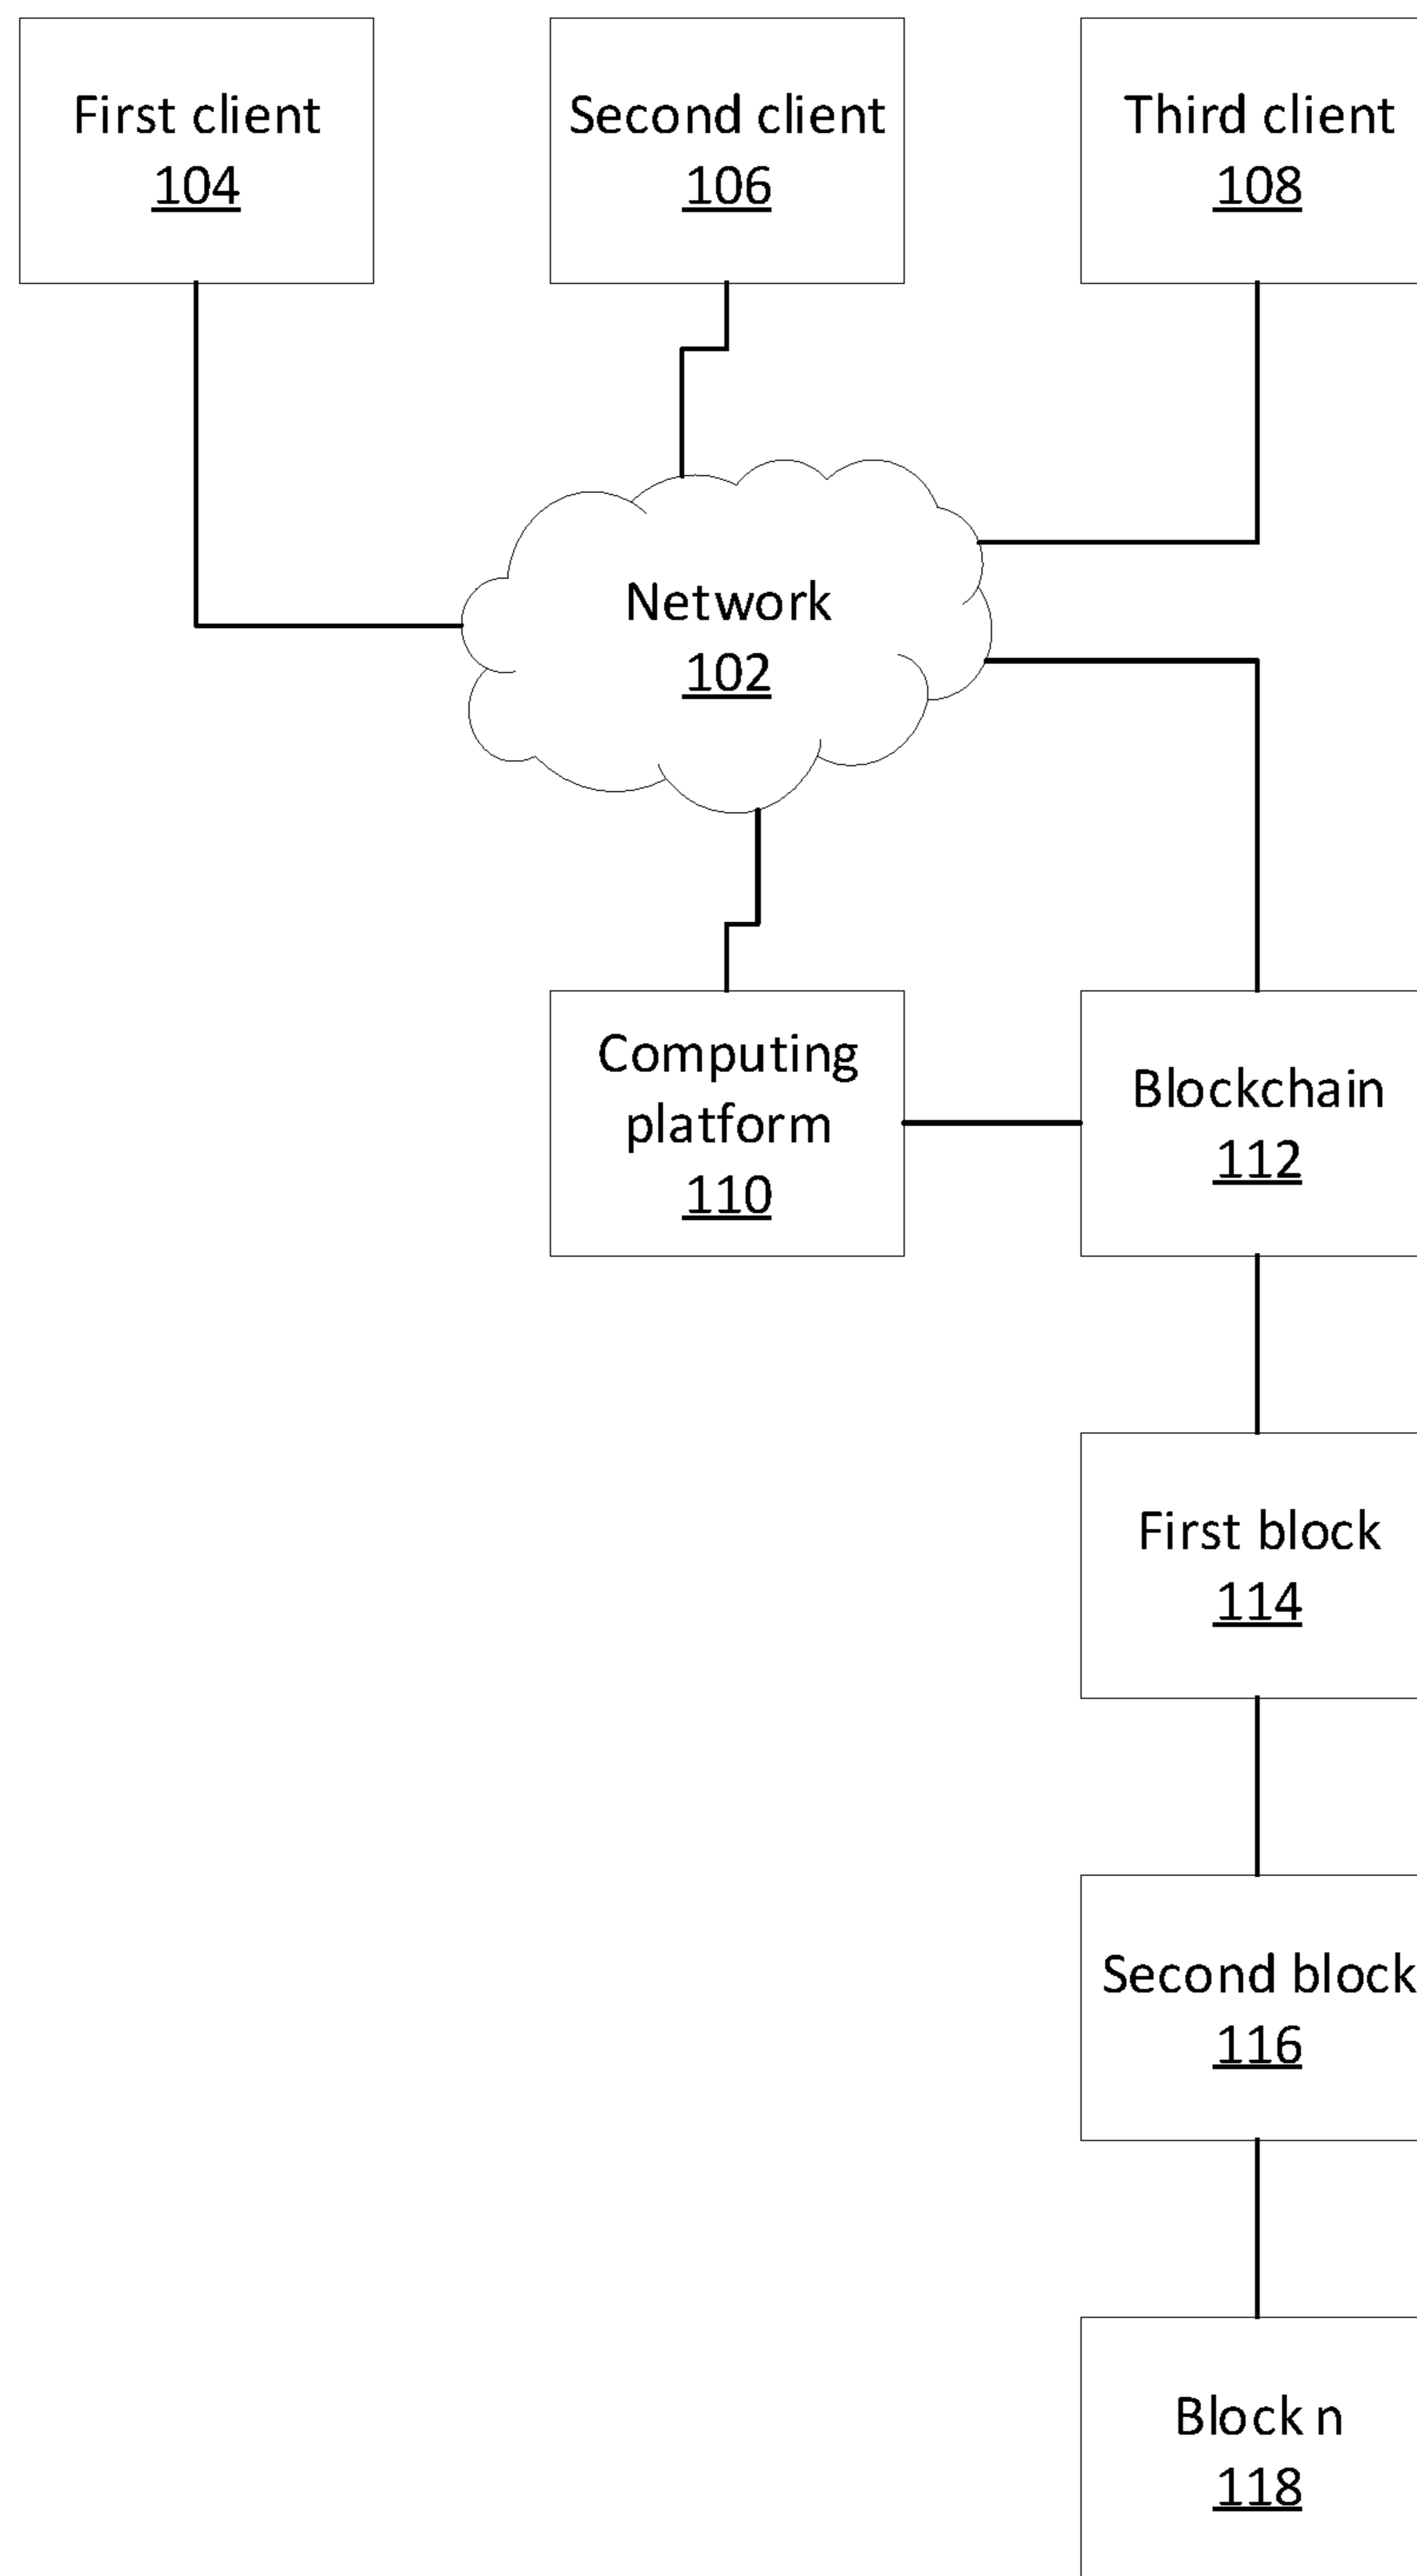 First client
104
Second client
106
Third client
108
Network
102
Computing
platform
110
Blockchain
112
First block
114
Second block
116
Block n
118